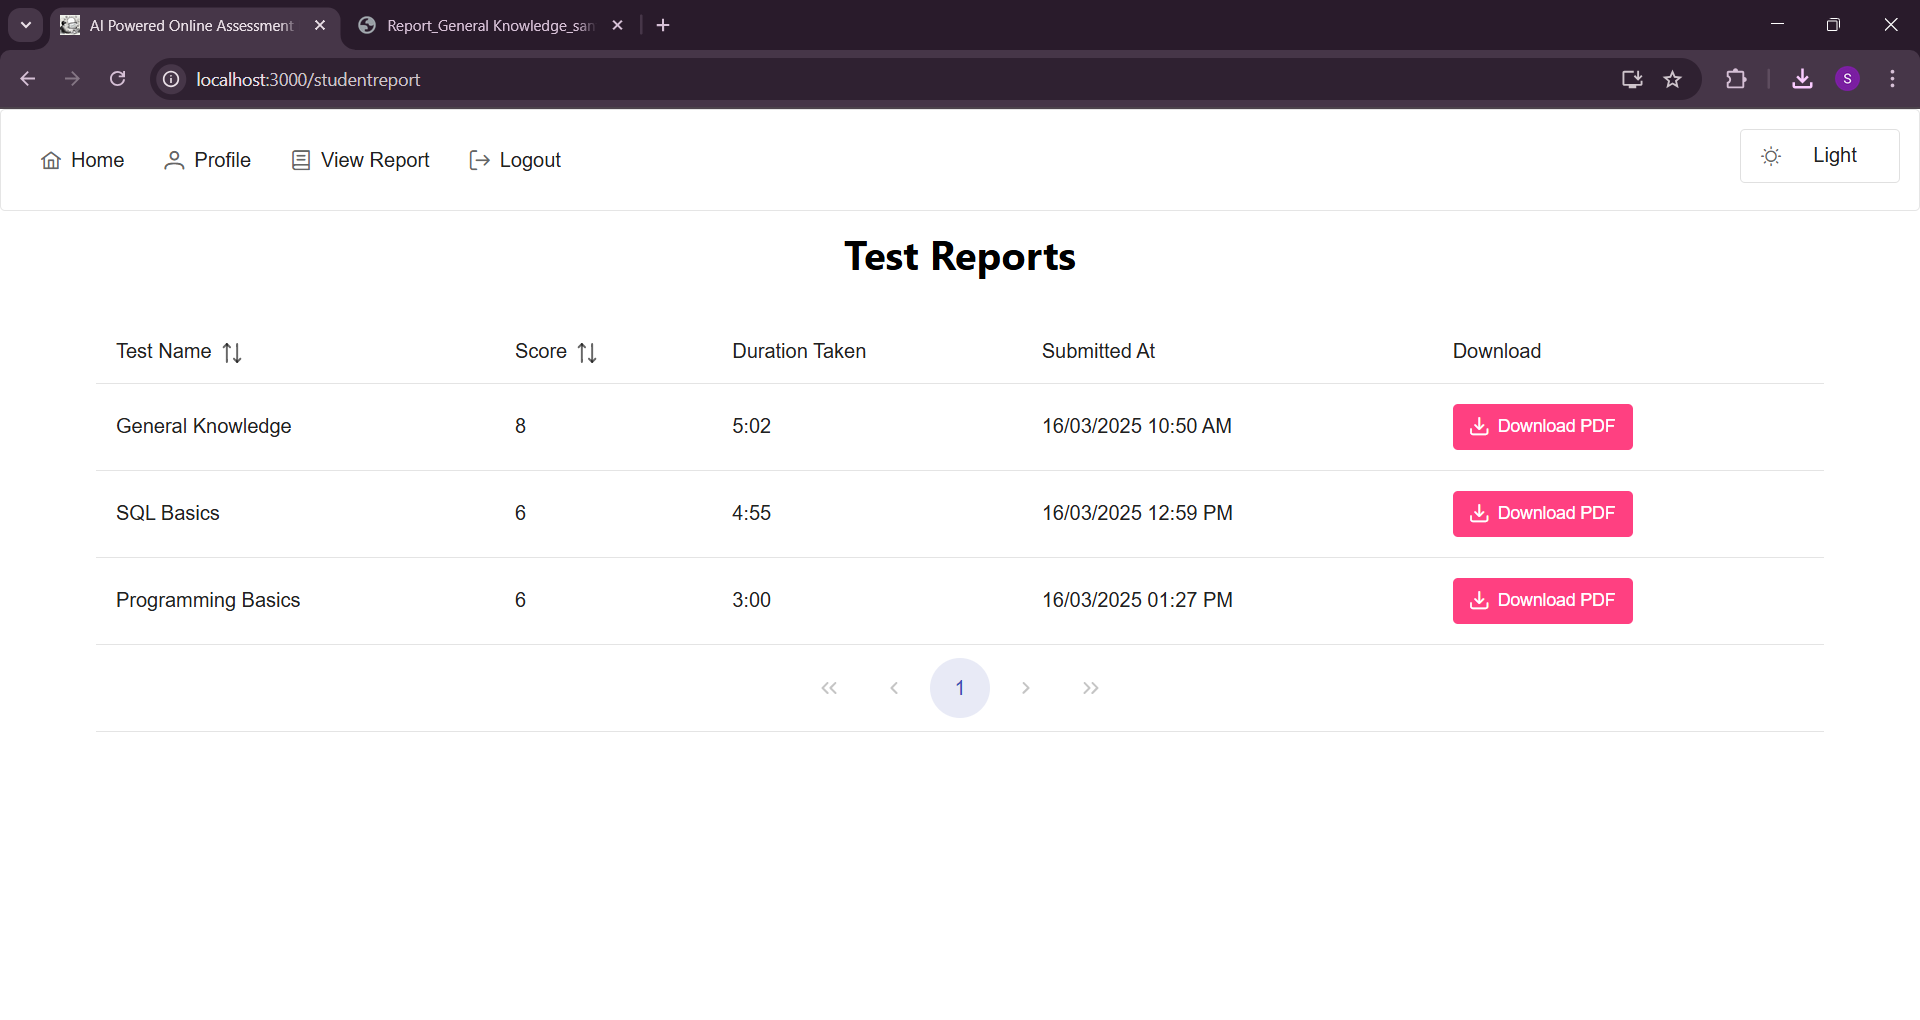 AI Powered Online Assessment
Report_General Knowledge_san
localhost:3000/studentreport
S
Home
Profile
View Report
Logout
Light
Test Reports
Test Name Score Duration Taken Submitted At Download
General Knowledge 8 5:02 16/03/2025 10:50 AM Download PDF
SQL Basics 6 4:55 16/03/2025 12:59 PM Download PDF
Programming Basics 6 3:00 16/03/2025 01:27 PM Download PDF
1